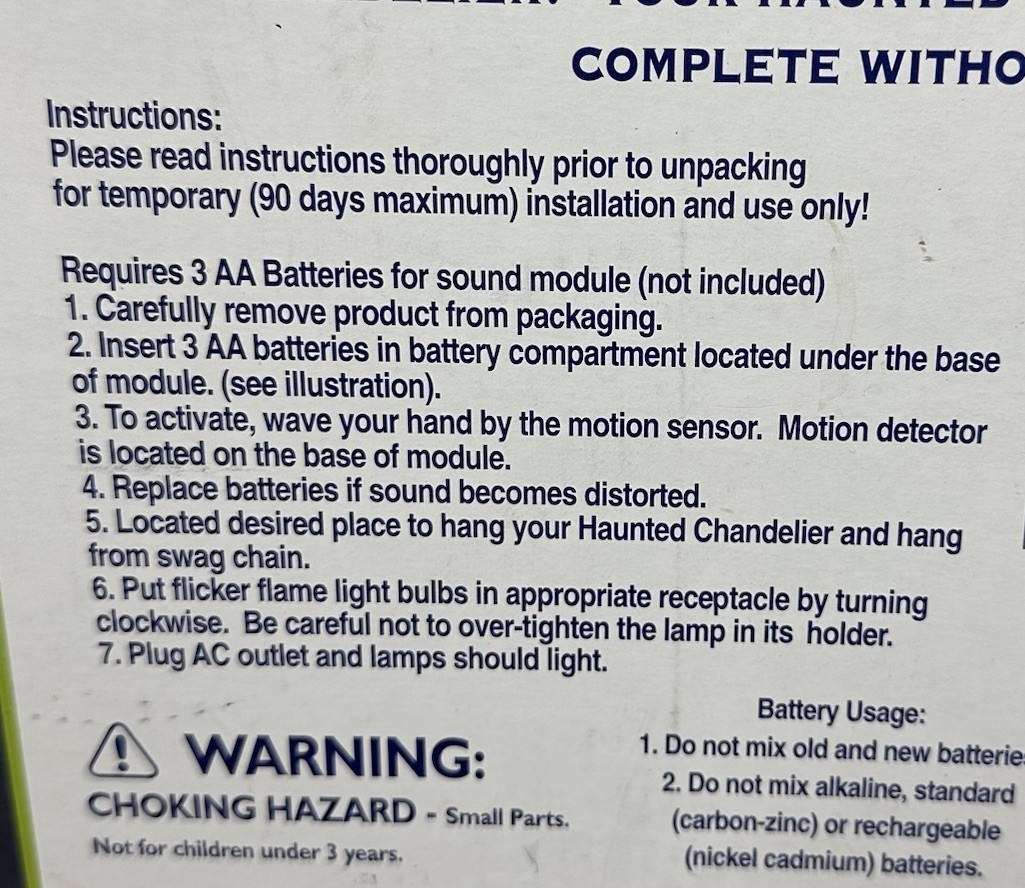 COMPLETE WITHO
Instructions:
Please read instructions thoroughly prior to unpacking
for temporary (90 days maximum) installation and use only!
Requires 3 AA Batteries for sound module (not included)
1. Carefully remove product from packaging.
2. Insert 3 AA batteries in battery compartment located under the base
of module. (see illustration).
3. To activate, wave your hand by the motion sensor. Motion detector
is located on the base of module.
4. Replace batteries if sound becomes distorted.
5. Located desired place to hang your Haunted Chandelier and hang
from swag chain.
6. Put flicker flame light bulbs in appropriate receptacle by turning
clockwise. Be careful not to over-tighten the lamp in its holder.
7. Plug AC outlet and lamps should light.
WARNING:
CHOKING HAZARD - Small Parts.
Not for children under 3 years.
Battery Usage:
1. Do not mix old and new batterie
2. Do not mix alkaline, standard
(carbon-zinc) or rechargeable
(nickel cadmium) batteries.